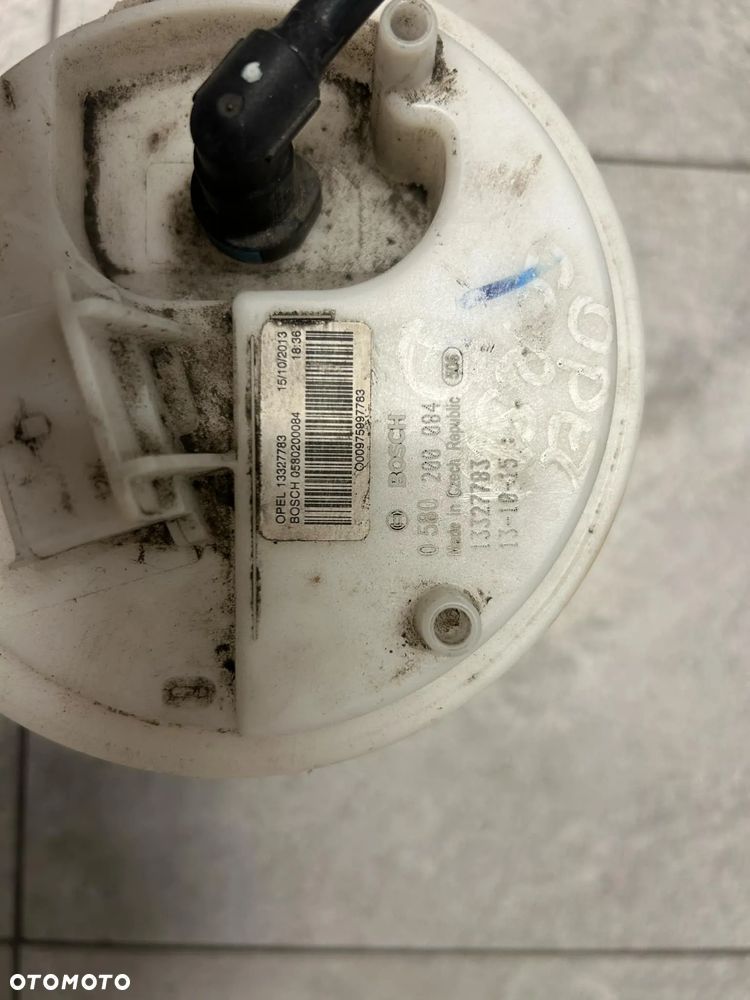 OPEL 13327783 15/10/2013
BOSCH 0580200084 18:36
O00975997783
BOSCH
0 580 200 084
Made in Czech Republic
13327783
13-10-15
OTOMOTO